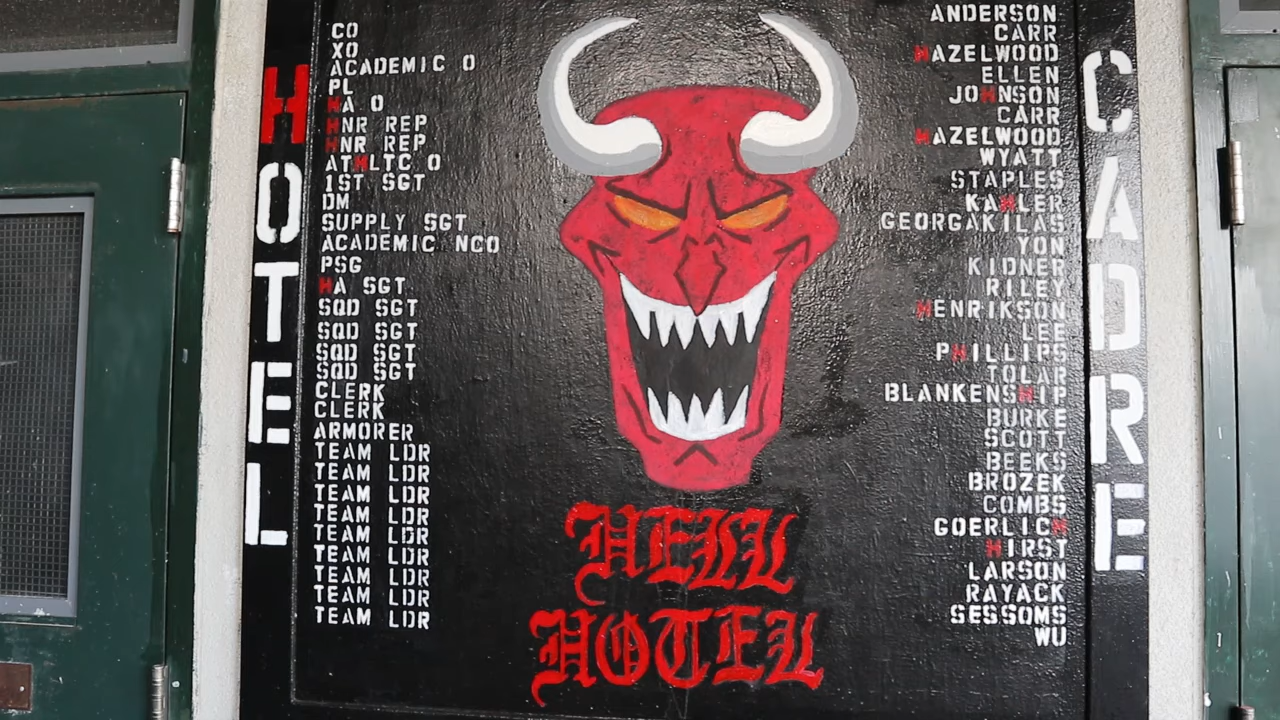 HOTEL
CO
XO
ACADEMIC O
PL
HA O
HNR REP
HNR REP
ATHLTC O
1ST SGT
DM
SUPPLY SGT
ACADEMIC NCO
PSG
HA SGT
SQD SGT
SQD SGT
SQD SGT
SQD SGT
CLERK
CLERK
ARMORER
TEAM LDR
TEAM LDR
TEAM LDR
TEAM LDR
TEAM LDR
TEAM LDR
TEAM LDR
TEAM LDR
TEAM LDR
HELL
HOTEL
ANDERSON
CARR
HAZELWOOD
ELLEN
JOHNSON
CARR
HAZELWOOD
WYATT
STAPLES
KAHLER
GEORGAKILAS
YON
KIDNER
RILEY
HENRIKSON
LEE
PHILLIPS
TOLAR
BLANKENSHIP
BURKE
SCOTT
BEEKS
BROZEK
COMBS
GOERLICH
HIRST
LARSON
RAYACK
SESSOMS
WU
CADRE